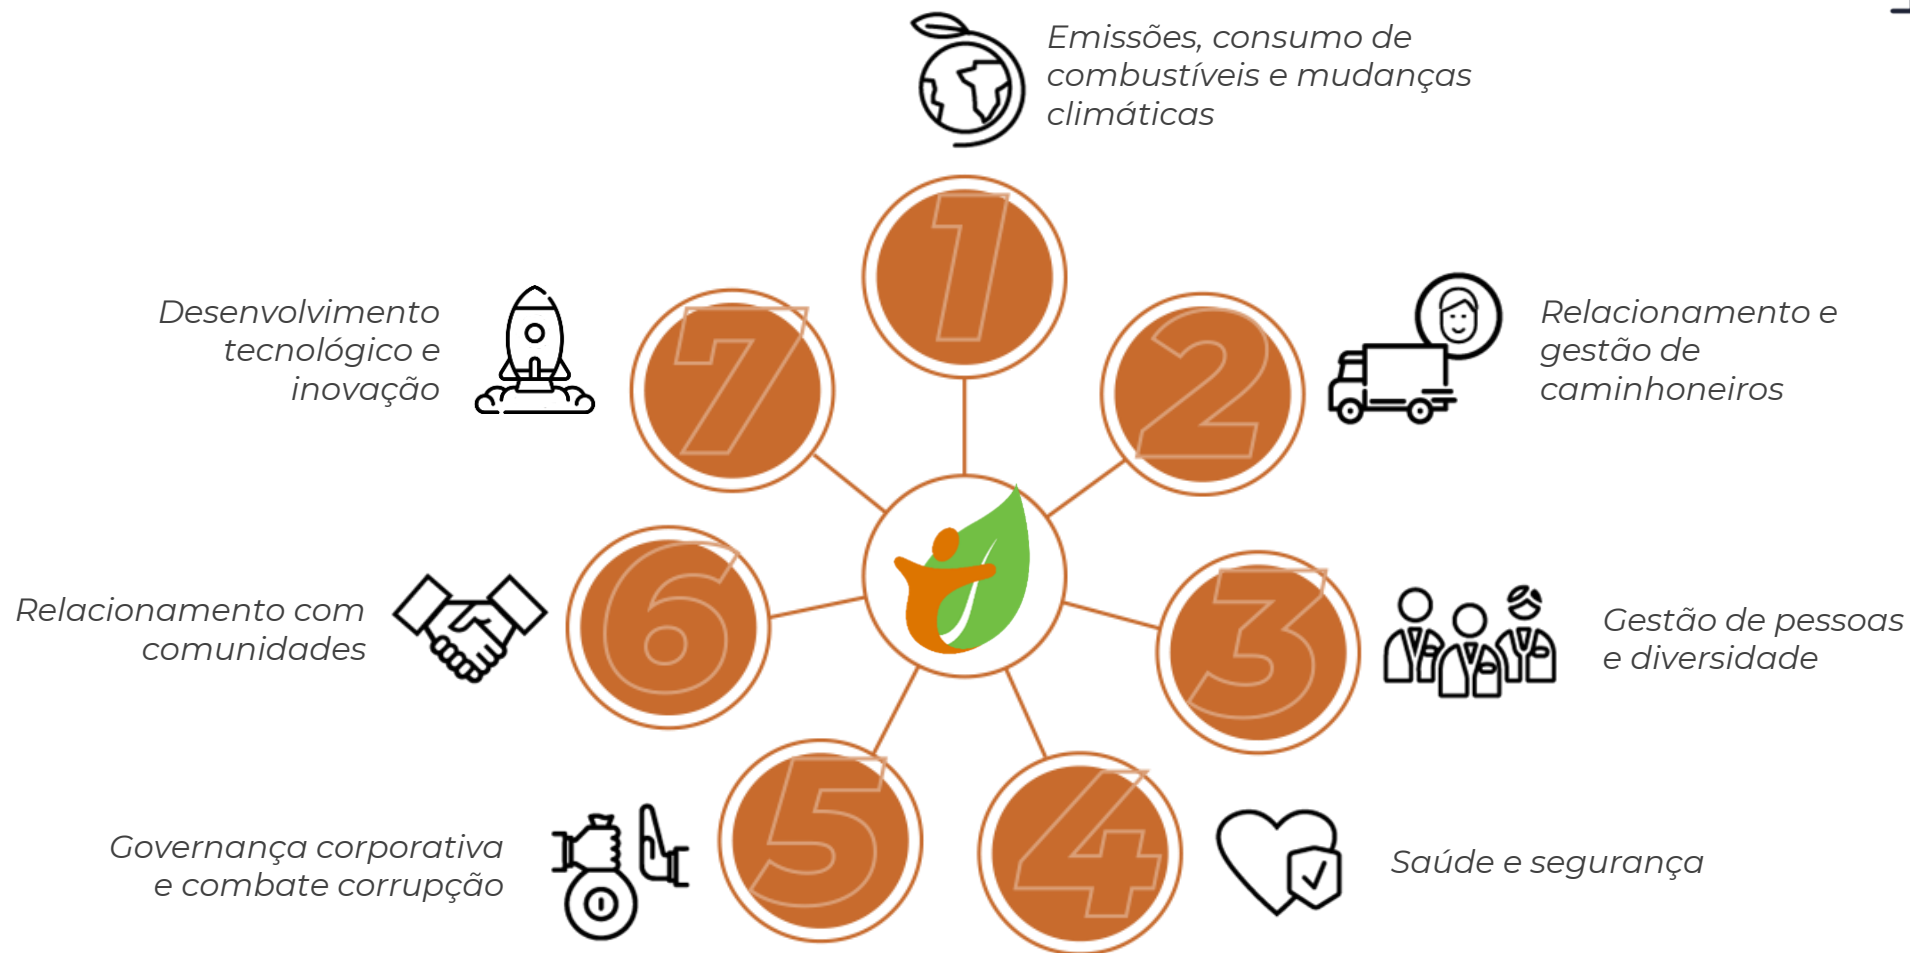 Emissões, consumo de
combustíveis e mudanças
climáticas
1
Relacionamento e
gestão de
caminhoneiros
2
Gestão de pessoas
e diversidade
3
Saúde e segurança
4
Governança corporativa
e combate corrupção
5
Relacionamento com
comunidades
6
Desenvolvimento
tecnológico e
inovação
7